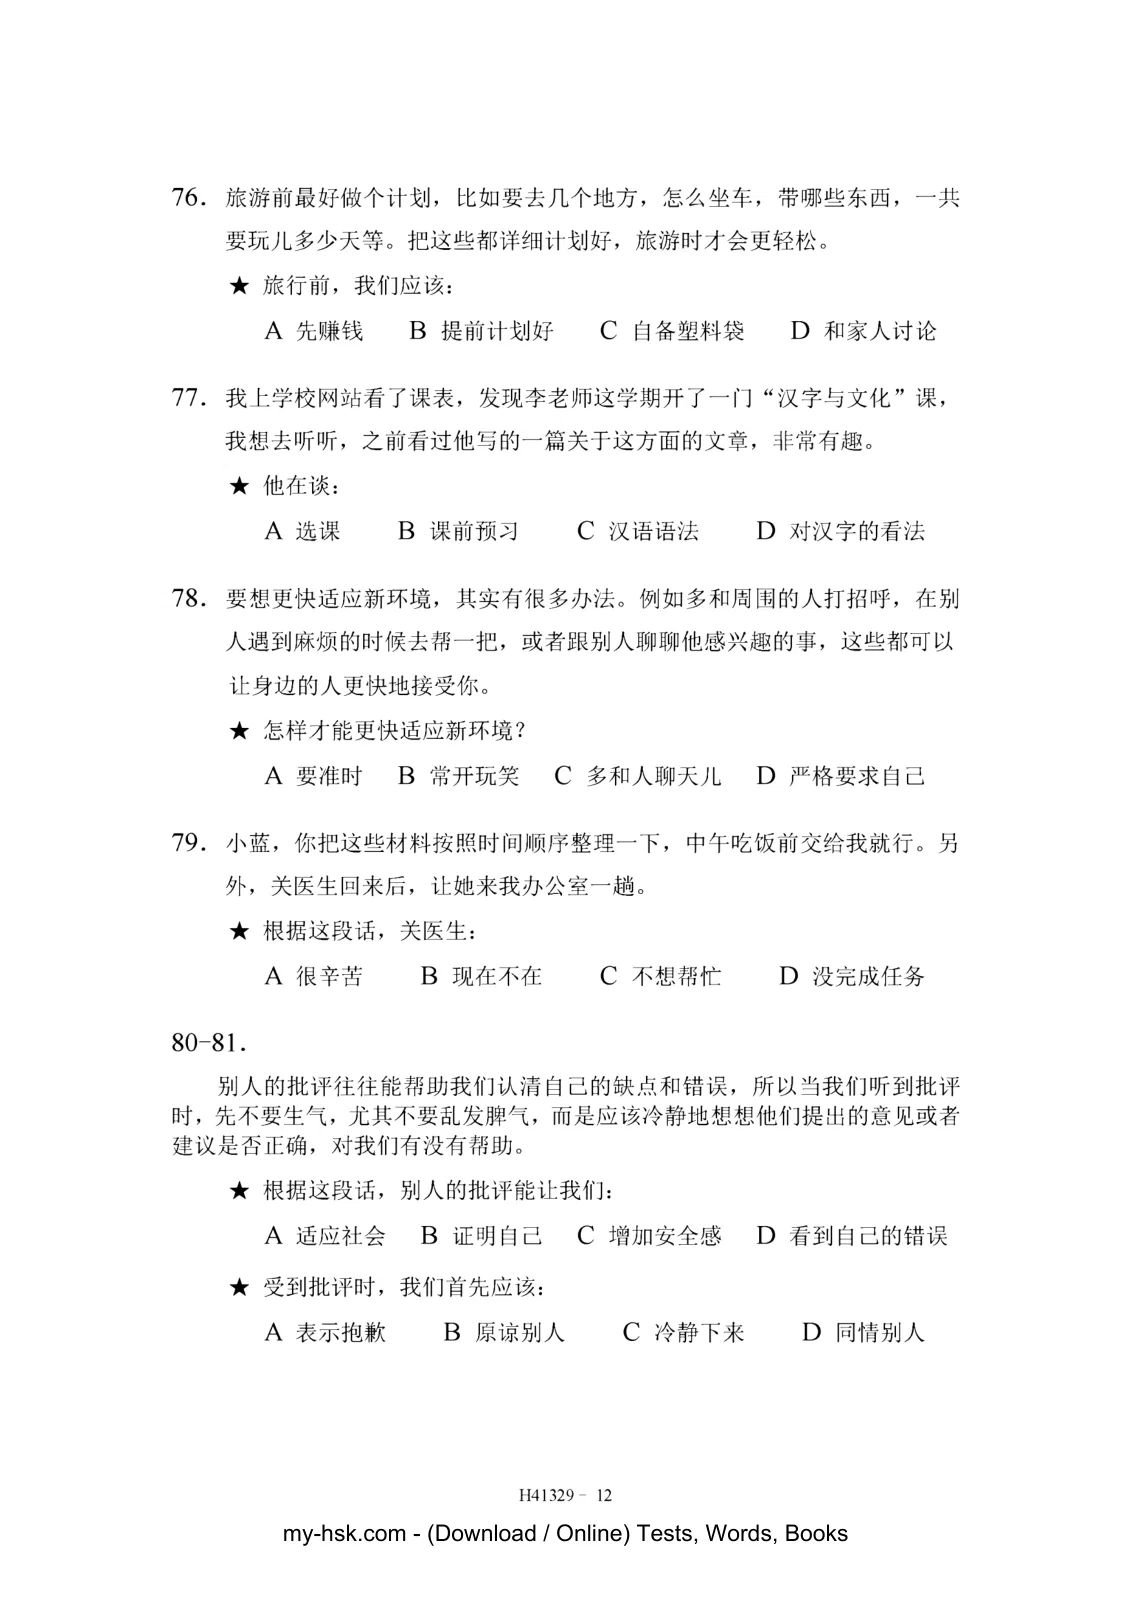 76. 旅游前最好做个计划，比如要去几个地方，怎么坐车，带哪些东西，一共
要玩儿多少天等。把这些都详细计划好，旅游时才会更轻松。
★ 旅行前，我们应该：
A 先赚钱 B 提前计划好 C 自备塑料袋 D 和家人讨论
77. 我上学校网站看了课表，发现李老师这学期开了一门“汉字与文化”课，
我想去听听，之前看过他写的一篇关于这方面的文章，非常有趣。
★ 他在谈：
A 选课 B 课前预习 C 汉语语法 D 对汉字的看法
78. 要想更快适应新环境，其实有很多办法。例如多和周围的人打招呼，在别
人遇到麻烦的时候去帮一把，或者跟别人聊聊他感兴趣的事，这些都可以
让身边的人更快地接受你。
★ 怎样才能更快适应新环境？
A 要准时 B 常开玩笑 C 多和人聊天儿 D 严格要求自己
79. 小蓝，你把这些材料按照时间顺序整理一下，中午吃饭前交给我就行。另
外，关医生回来后，让她来我办公室一趟。
★ 根据这段话，关医生：
A 很辛苦 B 现在不在 C 不想帮忙 D 没完成任务
80-81.
别人的批评往往能帮助我们认清自己的缺点和错误，所以当我们听到批评
时，先不要生气，尤其不要乱发脾气，而是应该冷静地想想他们提出的意见或者
建议是否正确，对我们有没有帮助。
★ 根据这段话，别人的批评能让我们：
A 适应社会 B 证明自己 C 增加安全感 D 看到自己的错误
★ 受到批评时，我们首先应该：
A 表示抱歉 B 原谅别人 C 冷静下来 D 同情别人
H41329 - 12
my-hsk.com - (Download / Online) Tests, Words, Books